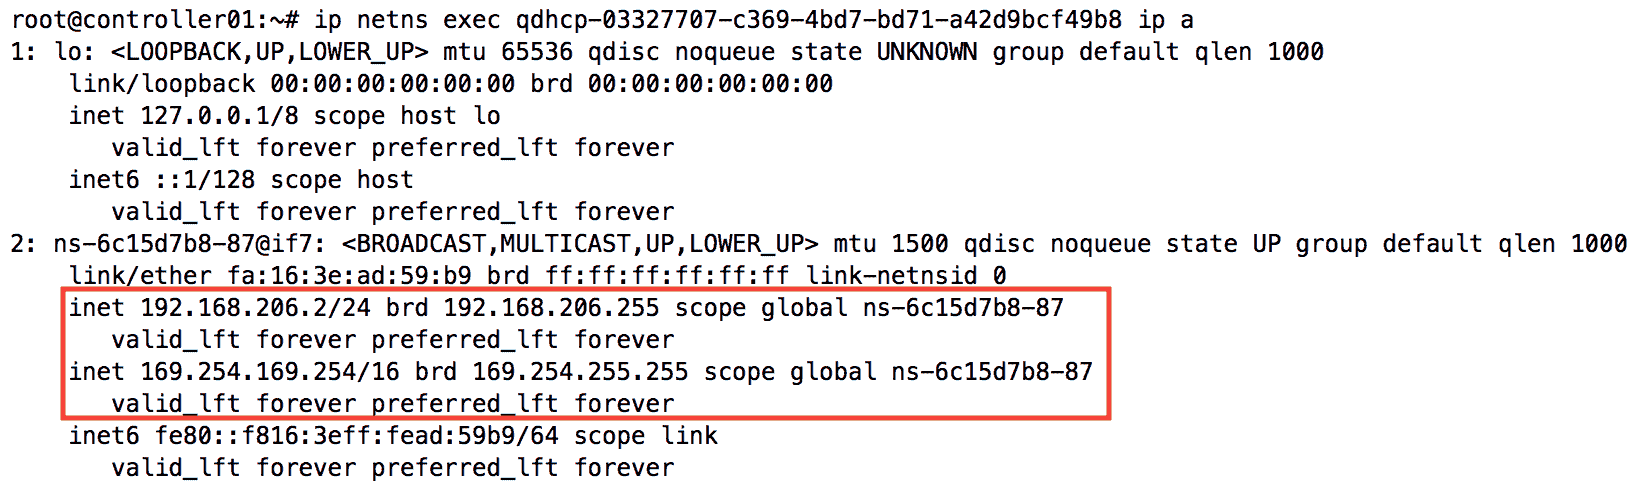 root@controller01:~# ip netns exec qdhcp-03327707-c369-4bd7-bd71-a42d9bcf49b8 ip a
1: lo: <LOOPBACK,UP,LOWER_UP> mtu 65536 qdisc noqueue state UNKNOWN group default qlen 1000
    link/loopback 00:00:00:00:00:00 brd 00:00:00:00:00:00
    inet 127.0.0.1/8 scope host lo
       valid_lft forever preferred_lft forever
    inet6 ::1/128 scope host
       valid_lft forever preferred_lft forever
2: ns-6c15d7b8-87@if7: <BROADCAST,MULTICAST,UP,LOWER_UP> mtu 1500 qdisc noqueue state UP group default qlen 1000
    link/ether fa:16:3e:ad:59:b9 brd ff:ff:ff:ff:ff:ff link-netnsid 0
    inet 192.168.206.2/24 brd 192.168.206.255 scope global ns-6c15d7b8-87
       valid_lft forever preferred_lft forever
    inet 169.254.169.254/16 brd 169.254.255.255 scope global ns-6c15d7b8-87
       valid_lft forever preferred_lft forever
    inet6 fe80::f816:3eff:fead:59b9/64 scope link
       valid_lft forever preferred_lft forever